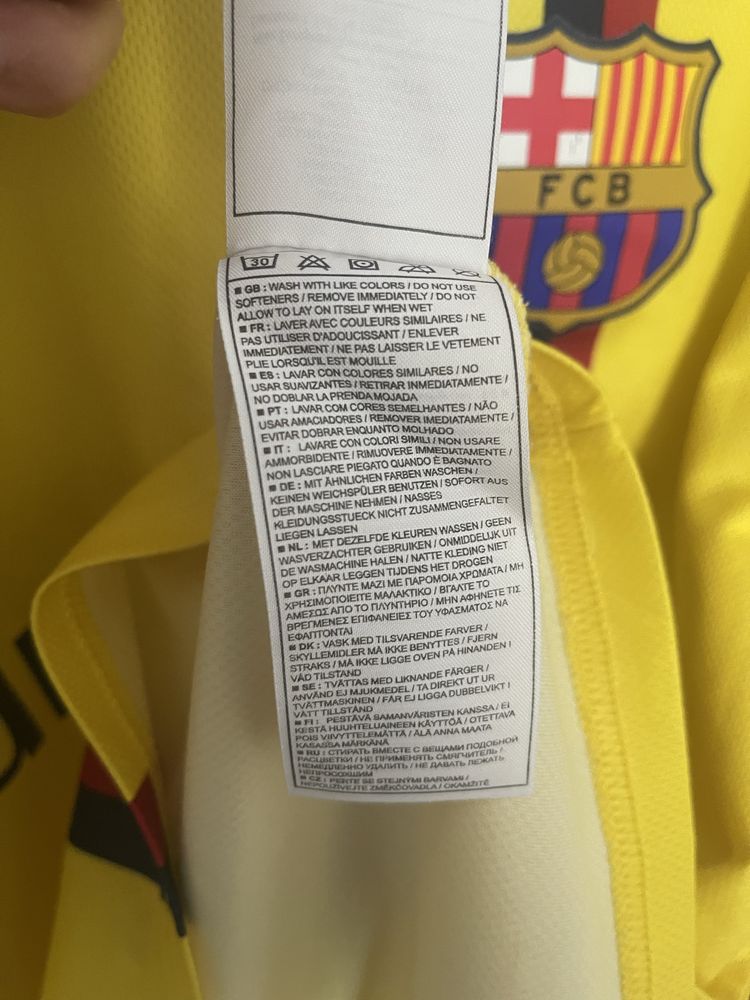 FCB
30
■ GB : WASH WITH LIKE COLORS / DO NOT USE
SOFTENERS / REMOVE IMMEDIATELY / DO NOT
ALLOW TO LAY ON ITSELF WHEN WET
■ FR : LAVER AVEC COULEURS SIMILAIRES / NE
PAS UTILISER D'ADOUCISSANT / ENLEVER
IMMEDIATEMENT / NE PAS LAISSER LE VETEMENT
PLIE LORSQU'IL EST MOUILLE
■ ES : LAVAR CON COLORES SIMILARES / NO
USAR SUAVIZANTES / RETIRAR INMEDIATAMENTE /
NO DOBLAR LA PRENDA MOJADA
■ PT : LAVAR COM CORES SEMELHANTES / NÃO
USAR AMACIADORES / REMOVER IMEDIATAMENTE /
EVITAR DOBRAR ENQUANTO MOLHADO
■ IT : LAVARE CON COLORI SIMILI / NON USARE
AMMORBIDENTE / RIMUOVERE IMMEDIATAMENTE /
NON LASCIARE PIEGATO QUANDO È BAGNATO
■ DE : MIT ÄHNLICHEN FARBEN WASCHEN /
KEINEN WEICHSPÜLER BENUTZEN / SOFORT AUS
DER MASCHINE NEHMEN / NASSES
KLEIDUNGSSTUECK NICHT ZUSAMMENGEFALTET
LIEGEN LASSEN
■ NL : MET DEZELFDE KLEUREN WASSEN / GEEN
WASVERZACHTER GEBRUIKEN / ONMIDDELIJK UIT
DE WASMACHINE HALEN / NATTE KLEDING NIET
OP ELKAAR LEGGEN TIJDENS HET DROGEN
■ GR : ΠΛΥΝΤΕ ΜΑΖΙ ΜΕ ΠΑΡΟΜΟΙΑ ΧΡΩΜΑΤΑ / ΜΗ
ΧΡΗΣΙΜΟΠΟΙΕΙΤΕ ΜΑΛΑΚΤΙΚΟ / ΒΓΑΛΤΕ ΤΟ
ΑΜΕΣΩΣ ΑΠΟ ΤΟ ΠΛΥΝΤΗΡΙΟ / ΜΗΝ ΑΦΗΝΕΤΕ ΤΙΣ
ΒΡΕΓΜΕΝΕΣ ΕΠΙΦΑΝΕΙΕΣ ΤΟΥ ΥΦΑΣΜΑΤΟΣ ΝΑ
ΕΦΑΠΤΟΝΤΑΙ
■ DK : VASK MED TILSVARENDE FARVER /
SKYLLEMIDLER MÅ IKKE BENYTTES / FJERN
STRAKS / MÅ IKKE LIGGE OVEN PÅ HINANDEN I
VÅD TILSTAND
■ SE : TVÄTTAS MED LIKNANDE FÄRGER /
ANVÄND EJ MJUKMEDEL / TA DIREKT UT UR
TVÄTTMASKINEN / FÅR EJ LIGGA DUBBELVIKT I
VÅTT TILLSTÅND
■ FI : PESTÄVÄ SAMANVÄRISTEN KANSSA / EI
KESTÄ HUUHTELUAINEEN KÄYTTÖÄ / OTETTAVA
POIS VIIVYTTELEMÄTTÄ / ÄLÄ ANNA MAATA
KASASSA MÄRKÄNÄ
■ RU : СТИРАТЬ ВМЕСТЕ С ВЕЩАМИ ПОДОБНОЙ
РАСЦВЕТКИ / НЕ ПРИМЕНЯТЬ СМЯГЧИТЕЛЬ /
НЕМЕДЛЕННО УДАЛИТЬ / НЕ ДАВАТЬ ЛЕЖАТЬ
НЕПРОСОХШИМ
■ CZ : PERTE SE STEJNÝMI BARVAMI /
NEPOUŽÍVEJTE ZMĚKČOVADLA / OKAMŽITĚ